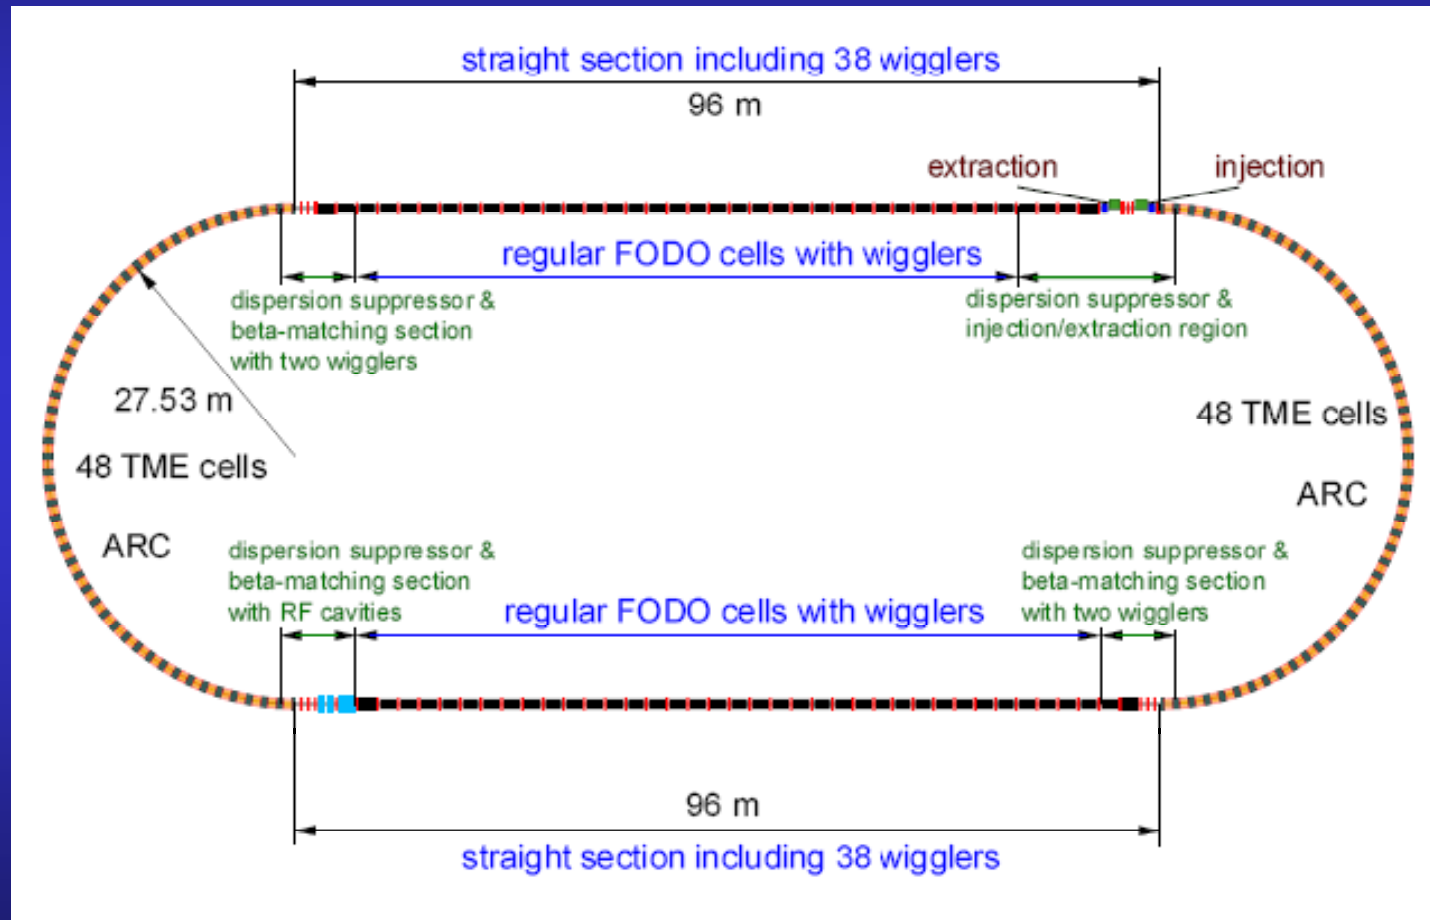 straight section including 38 wigglers
96 m
extraction
injection
regular FODO cells with wigglers
dispersion suppressor &
beta-matching section
with two wigglers
dispersion suppressor &
injection/extraction region
27.53 m
48 TME cells
ARC
48 TME cells
ARC
dispersion suppressor &
beta-matching section
with RF cavities
regular FODO cells with wigglers
dispersion suppressor &
beta-matching section
with two wigglers
96 m
straight section including 38 wigglers